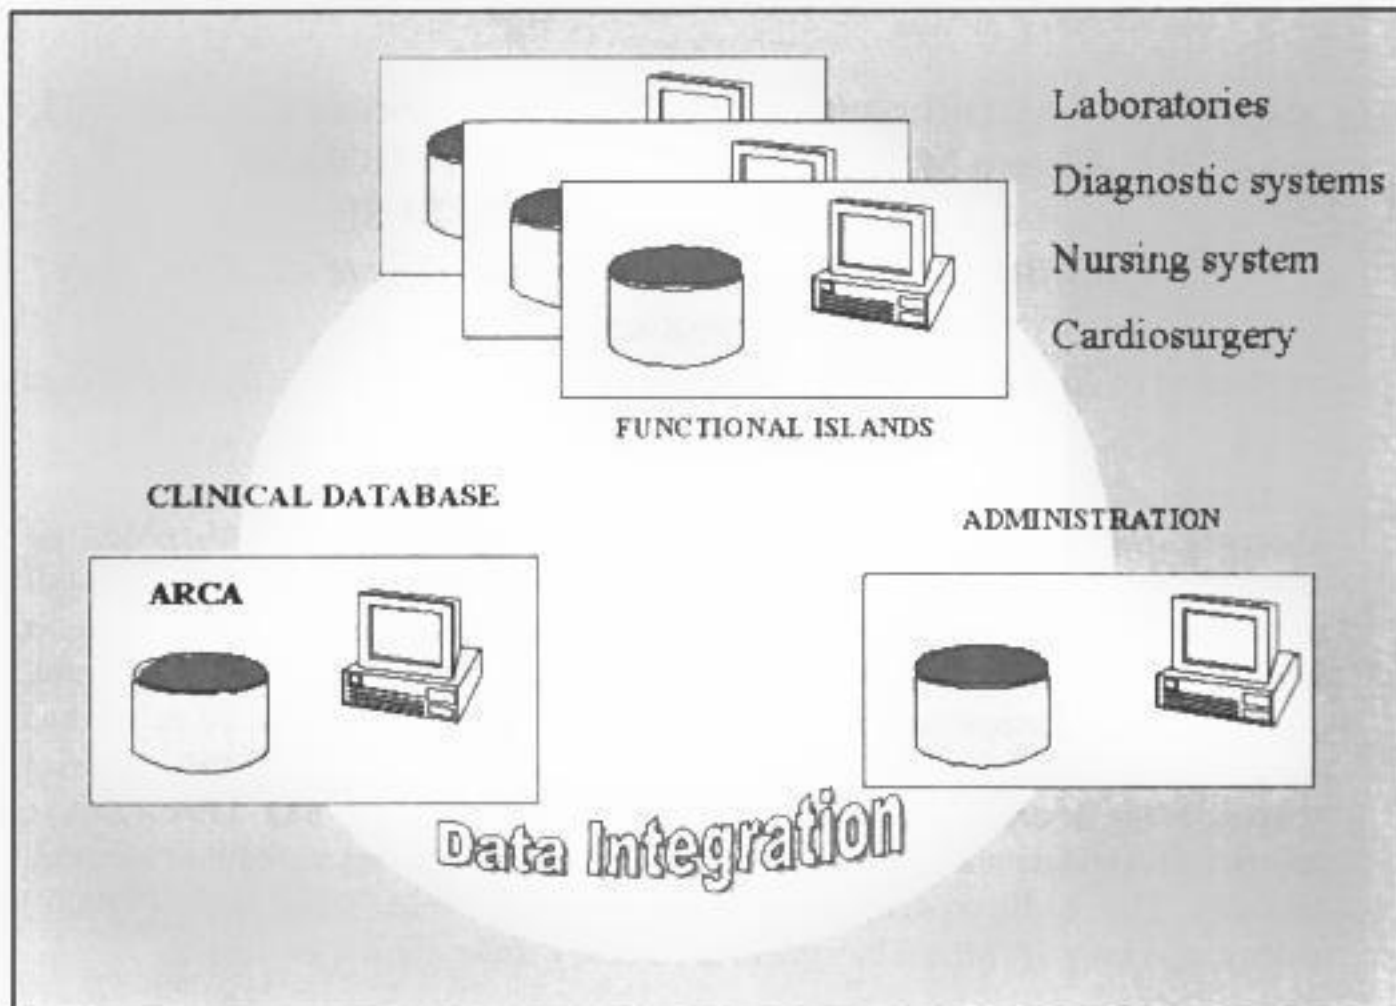 Laboratories
Diagnostic systems
Nursing system
Cardiosurgery
FUNCTIONAL ISLANDS
CLINICAL DATABASE
ADMINISTRATION
ARCA
Data Integration